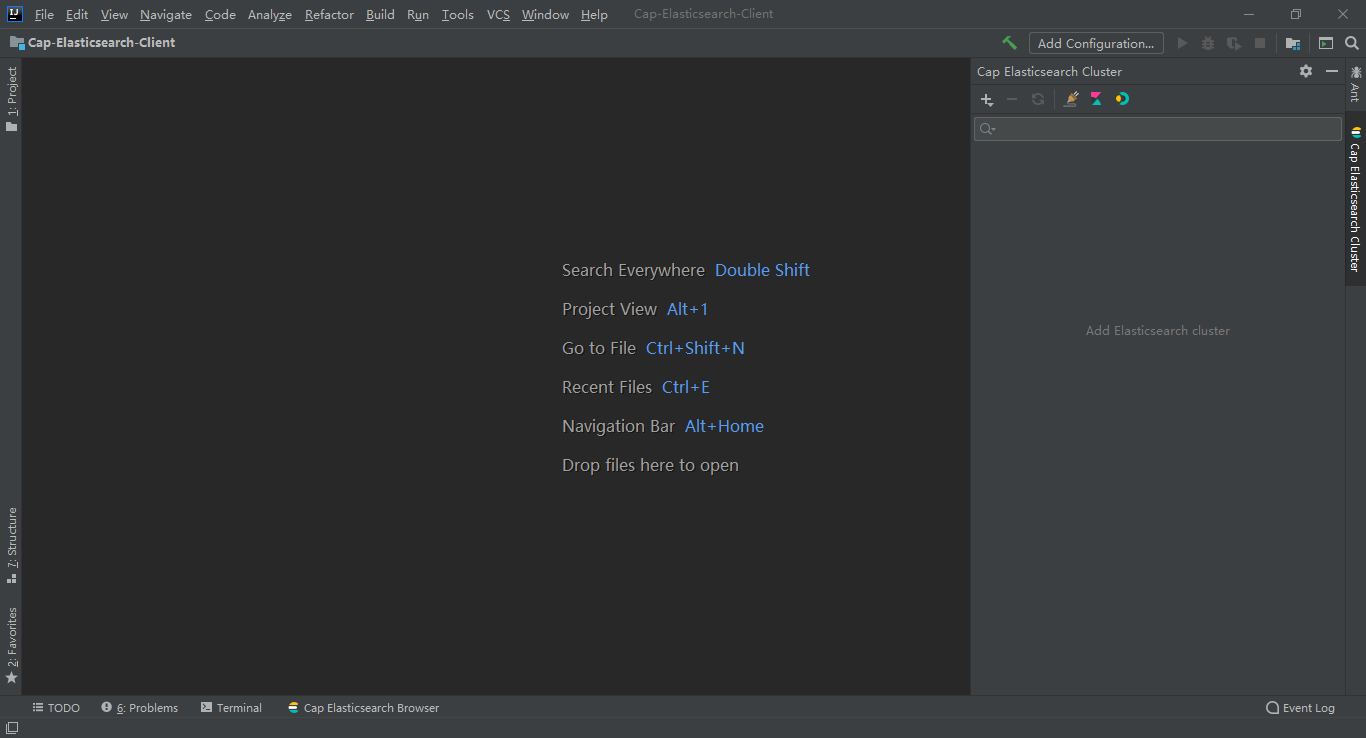 IJ File Edit View Navigate Code Analyze Refactor Build Run Tools VCS Window Help Cap-Elasticsearch-Client
Cap-Elasticsearch-Client Add Configuration...
1: Project
7: Structure
2: Favorites
Search Everywhere Double Shift
Project View Alt+1
Go to File Ctrl+Shift+N
Recent Files Ctrl+E
Navigation Bar Alt+Home
Drop files here to open
Cap Elasticsearch Cluster
Add Elasticsearch cluster
Ant
Cap Elasticsearch Cluster
TODO 6: Problems Terminal Cap Elasticsearch Browser Event Log